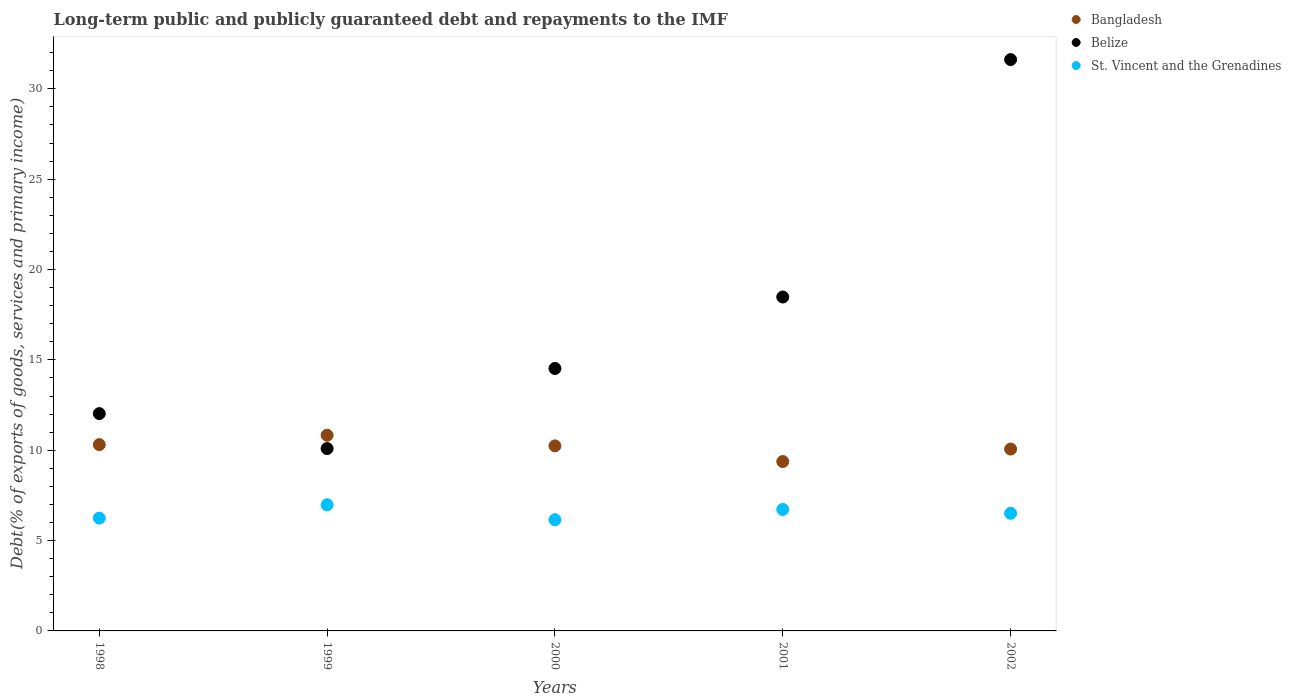 Long-term public and publicly guaranteed debt and repayments to the IMF
Bangladesh
Belize
St. Vincent and the Grenadines
Debt(% of exports of goods, services and primary income)
30
25
20
15
10
5
0
1998
1999
2000
2001
2002
Years